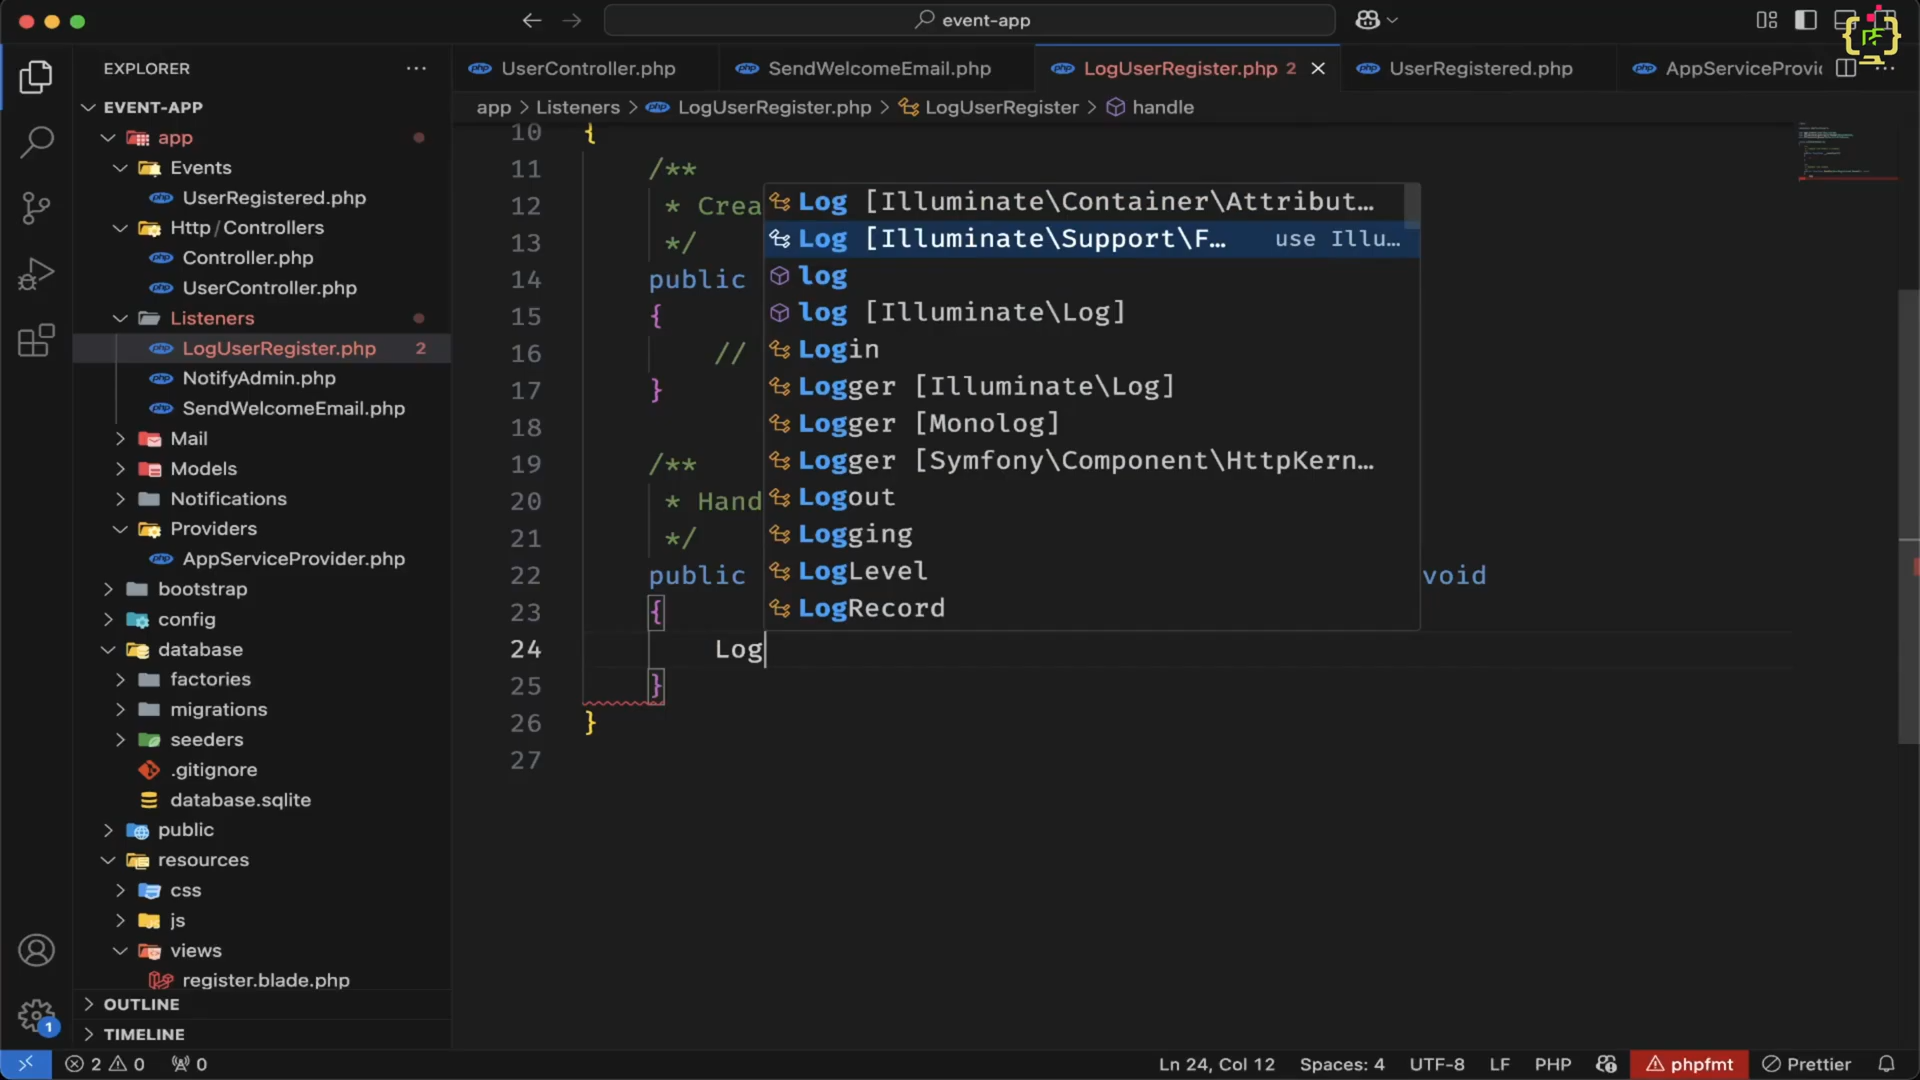 event-app
EXPLORER
EVENT-APP
app
Events
UserRegistered.php
Http / Controllers
Controller.php
UserController.php
Listeners
LogUserRegister.php 2
NotifyAdmin.php
SendWelcomeEmail.php
Mail
Models
Notifications
Providers
AppServiceProvider.php
bootstrap
config
database
factories
migrations
seeders
.gitignore
database.sqlite
public
resources
css
js
views
register.blade.php
OUTLINE
TIMELINE
UserController.php SendWelcomeEmail.php LogUserRegister.php 2 UserRegistered.php AppServiceProvi
app > Listeners > LogUserRegister.php > LogUserRegister > handle
10 {
11 /**
12 * Crea
13 */
14 public
15 {
16 //
17 }
18
19 /**
20 * Hand
21 */
22 public void
23 {
24 Log
25 }
26 }
27
Log [Illuminate\Container\Attribut…
Log [Illuminate\Support\F… use Illu…
log
log [Illuminate\Log]
Login
Logger [Illuminate\Log]
Logger [Monolog]
Logger [Symfony\Component\HttpKern…
Logout
Logging
LogLevel
LogRecord
1
2 0 0 Ln 24, Col 12 Spaces: 4 UTF-8 LF PHP phpfmt Prettier